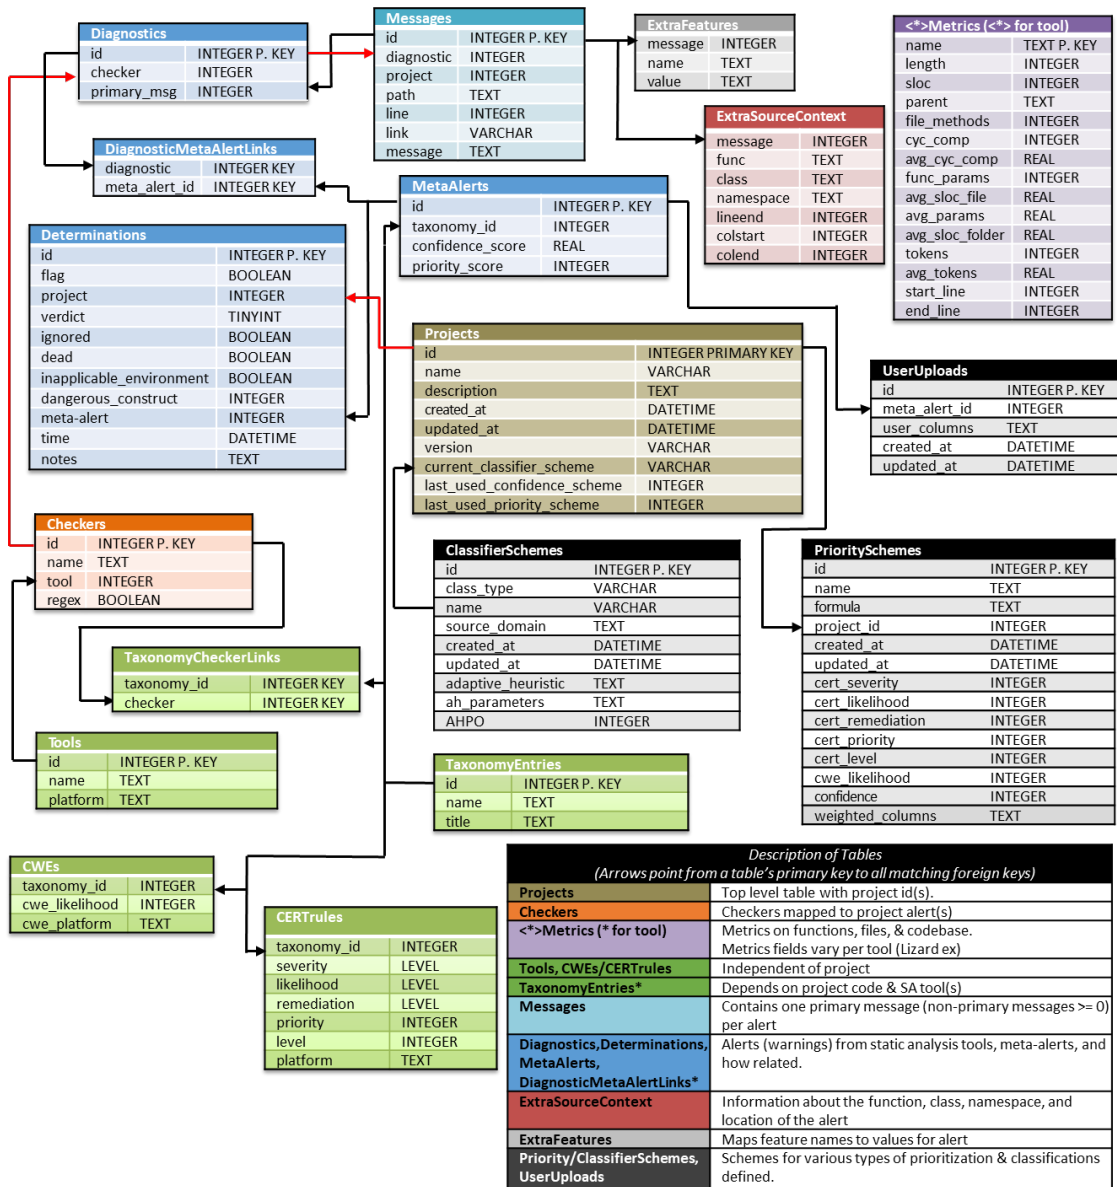 Diagnostics
id INTEGER P. KEY
checker INTEGER
primary_msg INTEGER
Messages
id INTEGER P. KEY
diagnostic INTEGER
project INTEGER
path TEXT
line INTEGER
link VARCHAR
message TEXT
ExtraFeatures
message INTEGER
name TEXT
value TEXT
<*>Metrics (<*> for tool)
name TEXT P. KEY
length INTEGER
sloc INTEGER
parent TEXT
file_methods INTEGER
cyc_comp INTEGER
avg_cyc_comp REAL
func_params INTEGER
avg_sloc_file REAL
avg_params REAL
avg_sloc_folder REAL
tokens INTEGER
avg_tokens REAL
start_line INTEGER
end_line INTEGER
ExtraSourceContext
message INTEGER
func TEXT
class TEXT
namespace TEXT
lineend INTEGER
colstart INTEGER
colend INTEGER
DiagnosticMetaAlertLinks
diagnostic INTEGER KEY
meta_alert_id INTEGER KEY
MetaAlerts
id INTEGER P. KEY
taxonomy_id INTEGER
confidence_score REAL
priority_score INTEGER
Determinations
id INTEGER P. KEY
flag BOOLEAN
project INTEGER
verdict TINYINT
ignored BOOLEAN
dead BOOLEAN
inapplicable_environment BOOLEAN
dangerous_construct INTEGER
meta-alert INTEGER
time DATETIME
notes TEXT
Projects
id INTEGER PRIMARY KEY
name VARCHAR
description TEXT
created_at DATETIME
updated_at DATETIME
version VARCHAR
current_classifier_scheme VARCHAR
last_used_confidence_scheme INTEGER
last_used_priority_scheme INTEGER
UserUploads
id INTEGER P. KEY
meta_alert_id INTEGER
user_columns TEXT
created_at DATETIME
updated_at DATETIME
Checkers
id INTEGER P. KEY
name TEXT
tool INTEGER
regex BOOLEAN
ClassifierSchemes
id INTEGER P. KEY
class_type VARCHAR
name VARCHAR
source_domain TEXT
created_at DATETIME
updated_at DATETIME
adaptive_heuristic TEXT
ah_parameters TEXT
AHPO INTEGER
PrioritySchemes
id INTEGER P. KEY
name TEXT
formula TEXT
project_id INTEGER
created_at DATETIME
updated_at DATETIME
cert_severity INTEGER
cert_likelihood INTEGER
cert_remediation INTEGER
cert_priority INTEGER
cert_level INTEGER
cwe_likelihood INTEGER
confidence INTEGER
weighted_columns TEXT
TaxonomyCheckerLinks
taxonomy_id INTEGER KEY
checker INTEGER KEY
Tools
id INTEGER P. KEY
name TEXT
platform TEXT
TaxonomyEntries
id INTEGER P. KEY
name TEXT
title TEXT
CWEs
taxonomy_id INTEGER
cwe_likelihood INTEGER
cwe_platform TEXT
CERTrules
taxonomy_id INTEGER
severity LEVEL
likelihood LEVEL
remediation LEVEL
priority INTEGER
level INTEGER
platform TEXT
Description of Tables
(Arrows point from a table's primary key to all matching foreign keys)
Projects Top level table with project id(s).
Checkers Checkers mapped to project alert(s)
<*>Metrics (* for tool) Metrics on functions, files, & codebase.
Metrics fields vary per tool (Lizard ex)
Tools, CWEs/CERTrules Independent of project
TaxonomyEntries* Depends on project code & SA tool(s)
Messages Contains one primary message (non-primary messages >= 0)
per alert
Diagnostics,Determinations, Alerts (warnings) from static analysis tools, meta-alerts, and
MetaAlerts, how related.
DiagnosticMetaAlertLinks*
ExtraSourceContext Information about the function, class, namespace, and
location of the alert
ExtraFeatures Maps feature names to values for alert
Priority/ClassifierSchemes, Schemes for various types of prioritization & classifications
UserUploads defined.